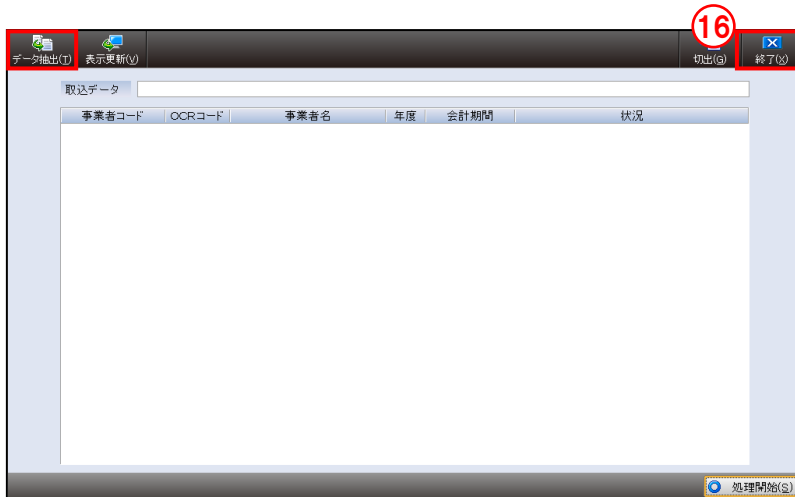 16
データ抽出(T) 表示更新(V) 切出(G) 終了(X)
取込データ
事業者コード OCRコード 事業者名 年度 会計期間 状況
処理開始(S)